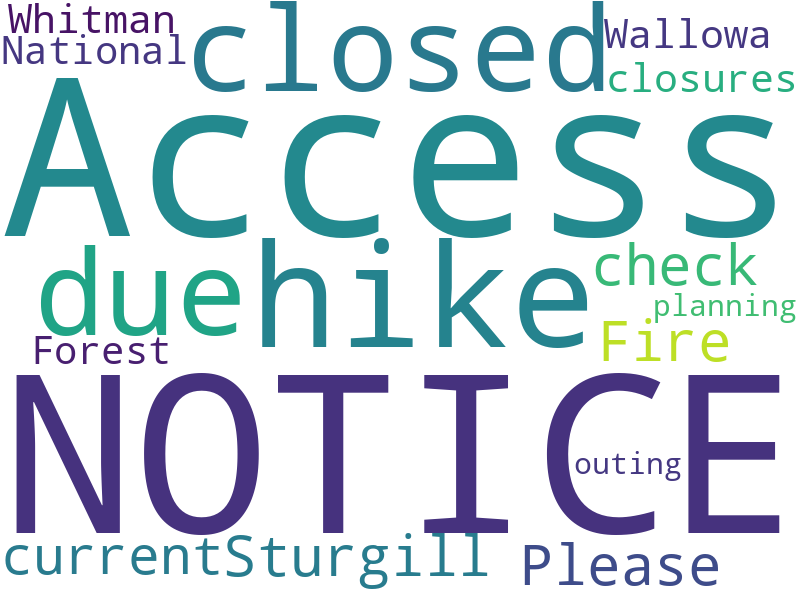 Whitman
National
closed
Wallowa
closures
Access
due
hike
check
planning
Forest
Fire
NOTICE
outing
current
Sturgill
Please